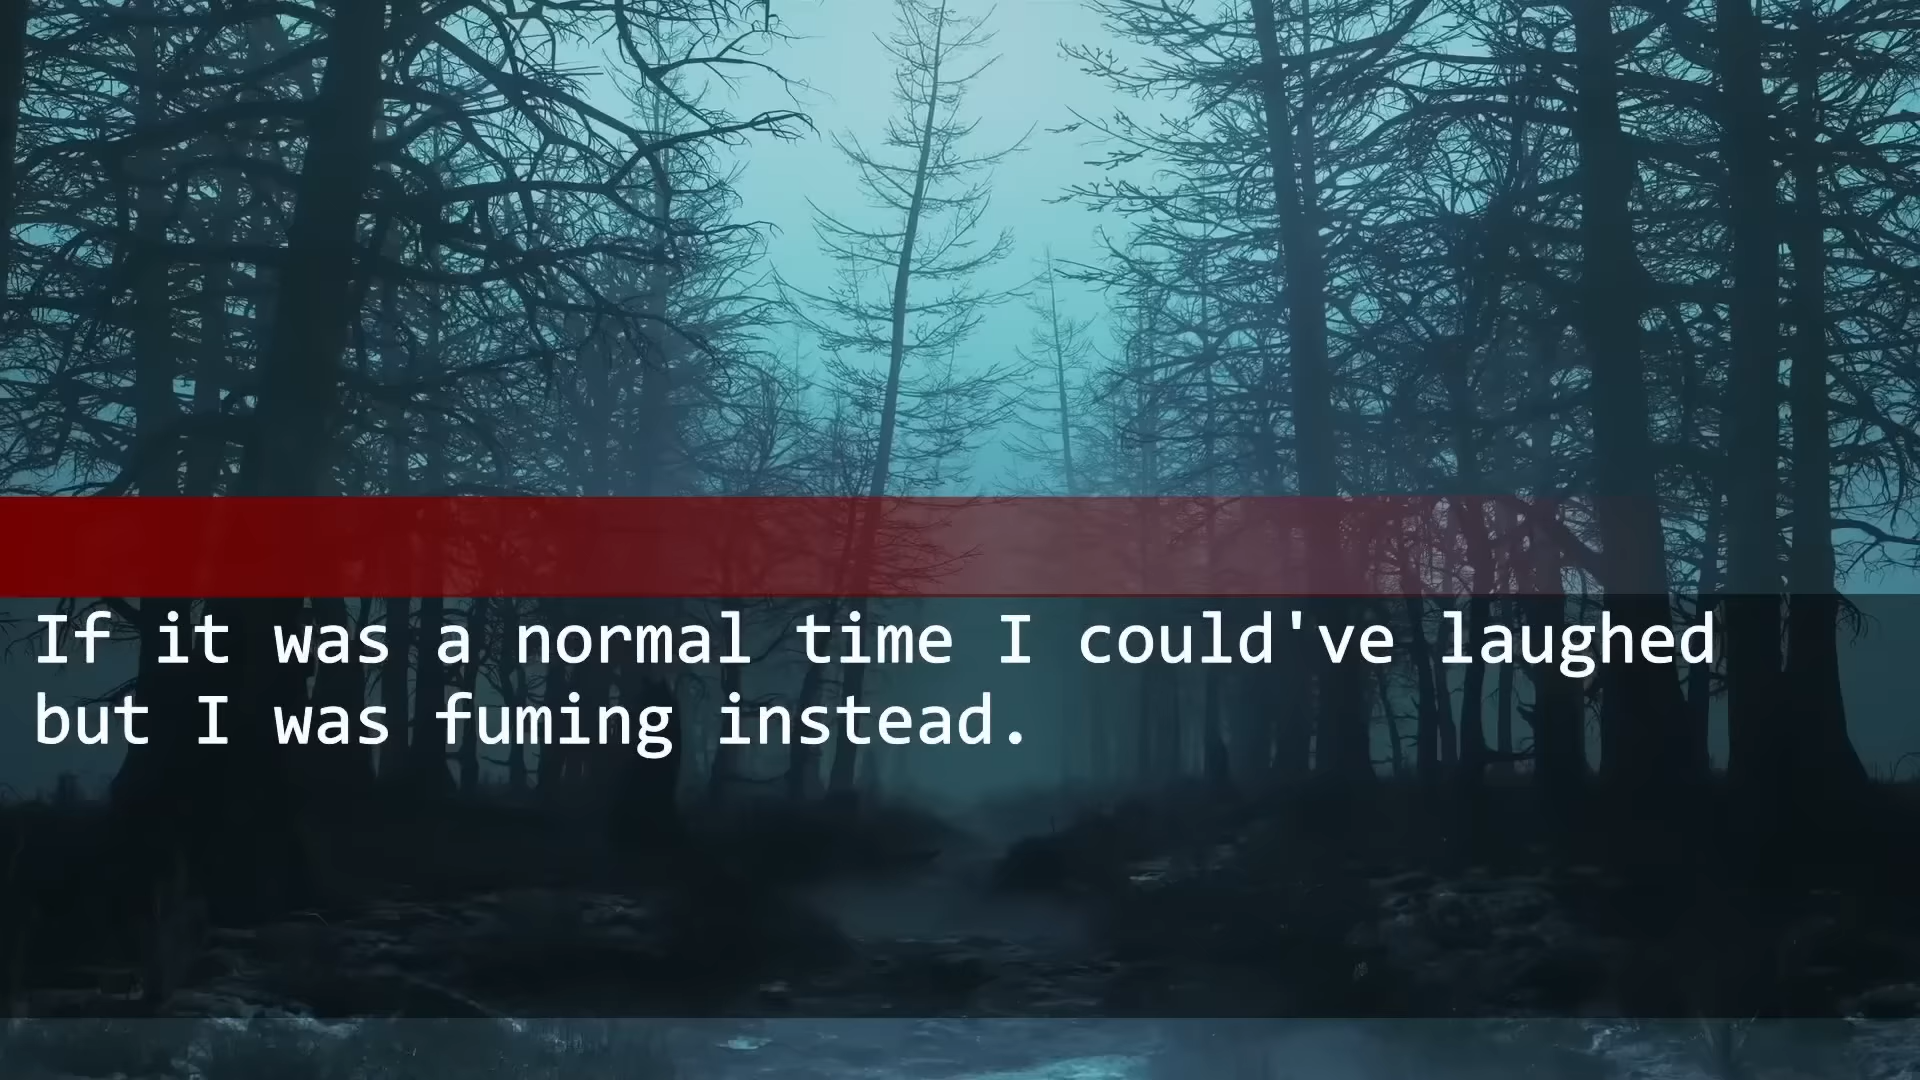 If it was a normal time I could've laughed
but I was fuming instead.